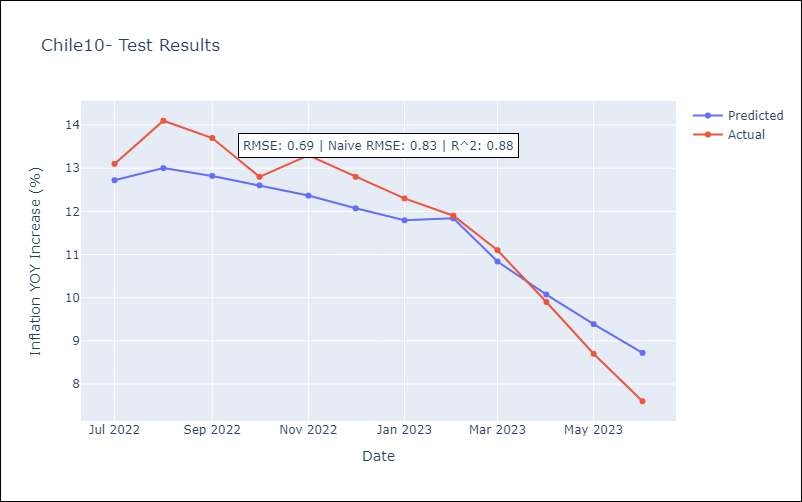 Chile10- Test Results
Predicted
Actual
RMSE: 0.69 | Naive RMSE: 0.83 | R^2: 0.88
Inflation YOY Increase (%)
14
13
12
11
10
9
8
Jul 2022 Sep 2022 Nov 2022 Jan 2023 Mar 2023 May 2023
Date